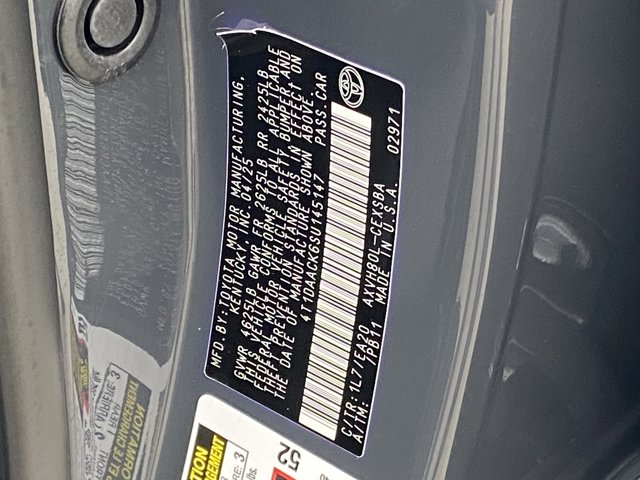 MFD. BY: TOYOTA MOTOR MANUFACTURING,
KENTUCKY, INC. 04/25
GVWR 4625LB GAWR FR 2625LB RR 2425LB
THIS VEHICLE CONFORMS TO ALL APPLICABLE
FEDERAL MOTOR VEHICLE SAFETY, BUMPER, AND
THEFT PREVENTION STANDARDS IN EFFECT ON
THE DATE OF MANUFACTURE SHOWN ABOVE.
4T1DAACK6SU145147 PASS. CAR
C/TR: 1L7/EA20 AXVH80L-CEXSBA
A/TM: /PB11 MADE IN U.S.A. 02971
52